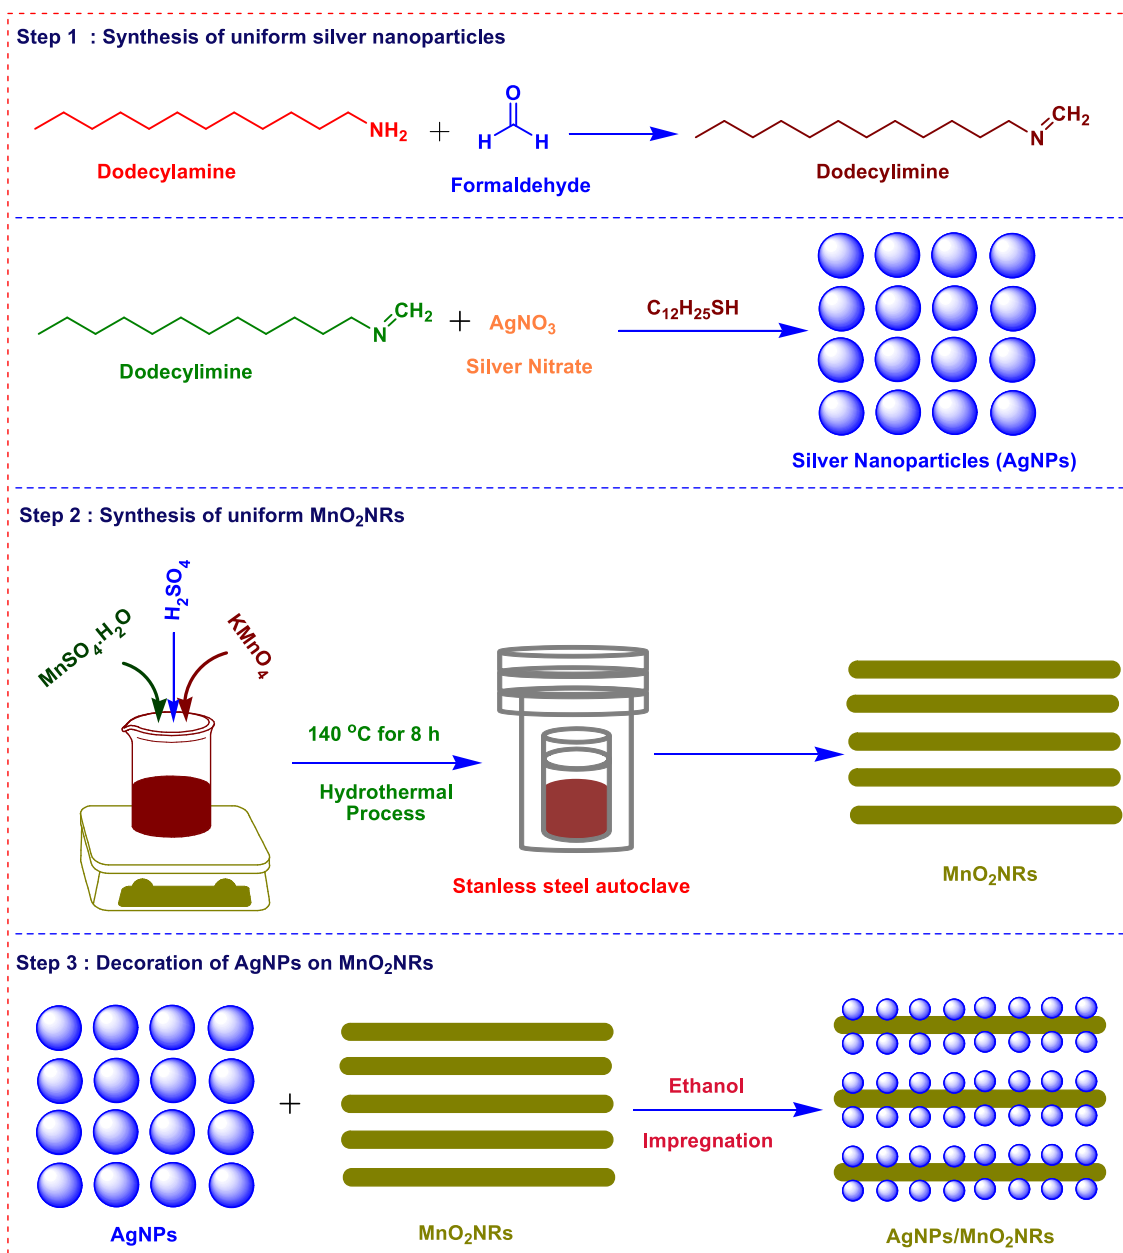 Step 1 : Synthesis of uniform silver nanoparticles
NH₂
+
O
H H
N CH₂
Dodecylamine
Formaldehyde
Dodecylimine
N CH₂
+
AgNO₃
C₁₂H₂₅SH
Dodecylimine
Silver Nitrate
Silver Nanoparticles (AgNPs)
Step 2 : Synthesis of uniform MnO₂NRs
MnSO₄.H₂O
H₂SO₄
KMnO₄
140 ᵒC for 8 h
Hydrothermal
Process
Stanless steel autoclave
MnO₂NRs
Step 3 : Decoration of AgNPs on MnO₂NRs
+
Ethanol
Impregnation
AgNPs
MnO₂NRs
AgNPs/MnO₂NRs